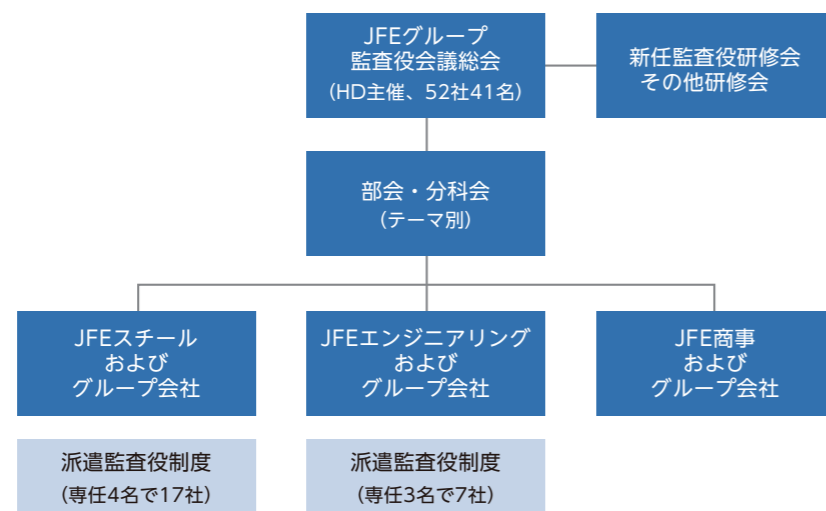 JFEグループ
監査役会議総会
（HD主催、52社41名）
新任監査役研修会
その他研修会
部会・分科会
（テーマ別）
JFEスチール
および
グループ会社
JFEエンジニアリング
および
グループ会社
JFE商事
および
グループ会社
派遣監査役制度
（専任4名で17社）
派遣監査役制度
（専任3名で7社）